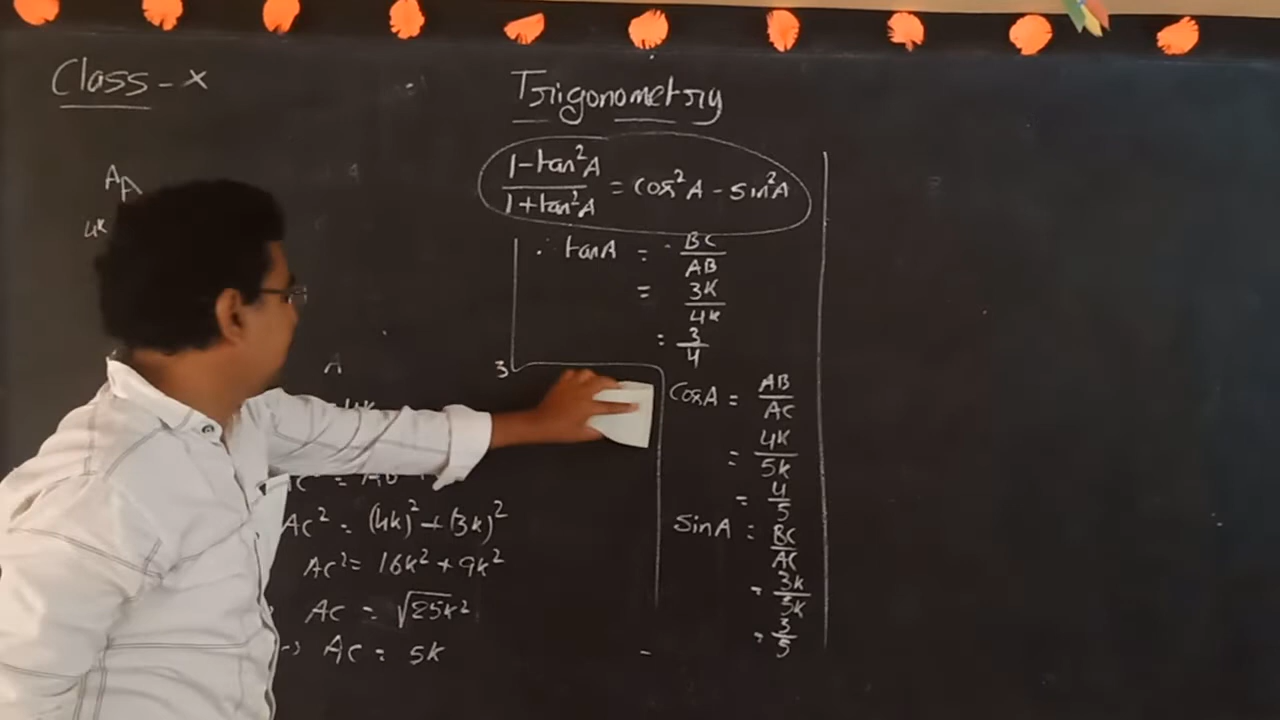 Class - X
Trigonometry
A
A
4k
(1-tan²A)/(1+tan²A) = cos²A - sin²A
∴ tanA = BC/AB
= 3k/4k
= 3/4
3
A
CosA = AB/AC
= 4k/5k
= 4/5
SinA = BC/AC
= 3k/5k
= 3/5
AC² = (4k)² + (3k)²
AC² = 16k² + 9k²
AC = √25k²
AC = 5k